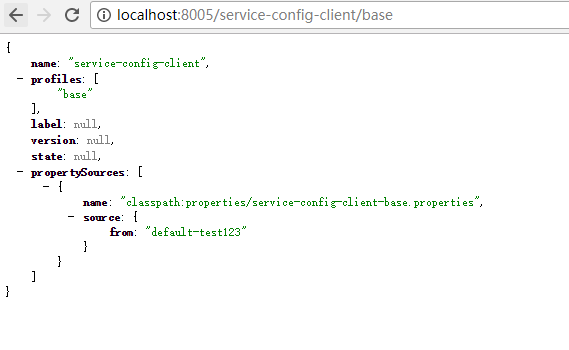 localhost:8005/service-config-client/base
{
name: "service-config-client",
- profiles: [
"base"
],
label: null,
version: null,
state: null,
- propertySources: [
- {
name: "classpath:properties/service-config-client-base.properties",
- source: {
from: "default-test123"
}
}
]
}